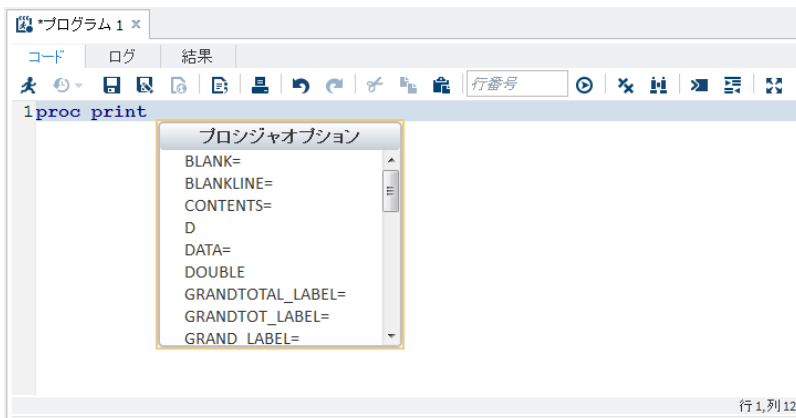 *プログラム 1 ×
コード ログ 結果
行番号
1 proc print
プロシジャオプション
BLANK=
BLANKLINE=
CONTENTS=
D
DATA=
DOUBLE
GRANDTOTAL_LABEL=
GRANDTOT_LABEL=
GRAND_LABEL=
行 1,列 12